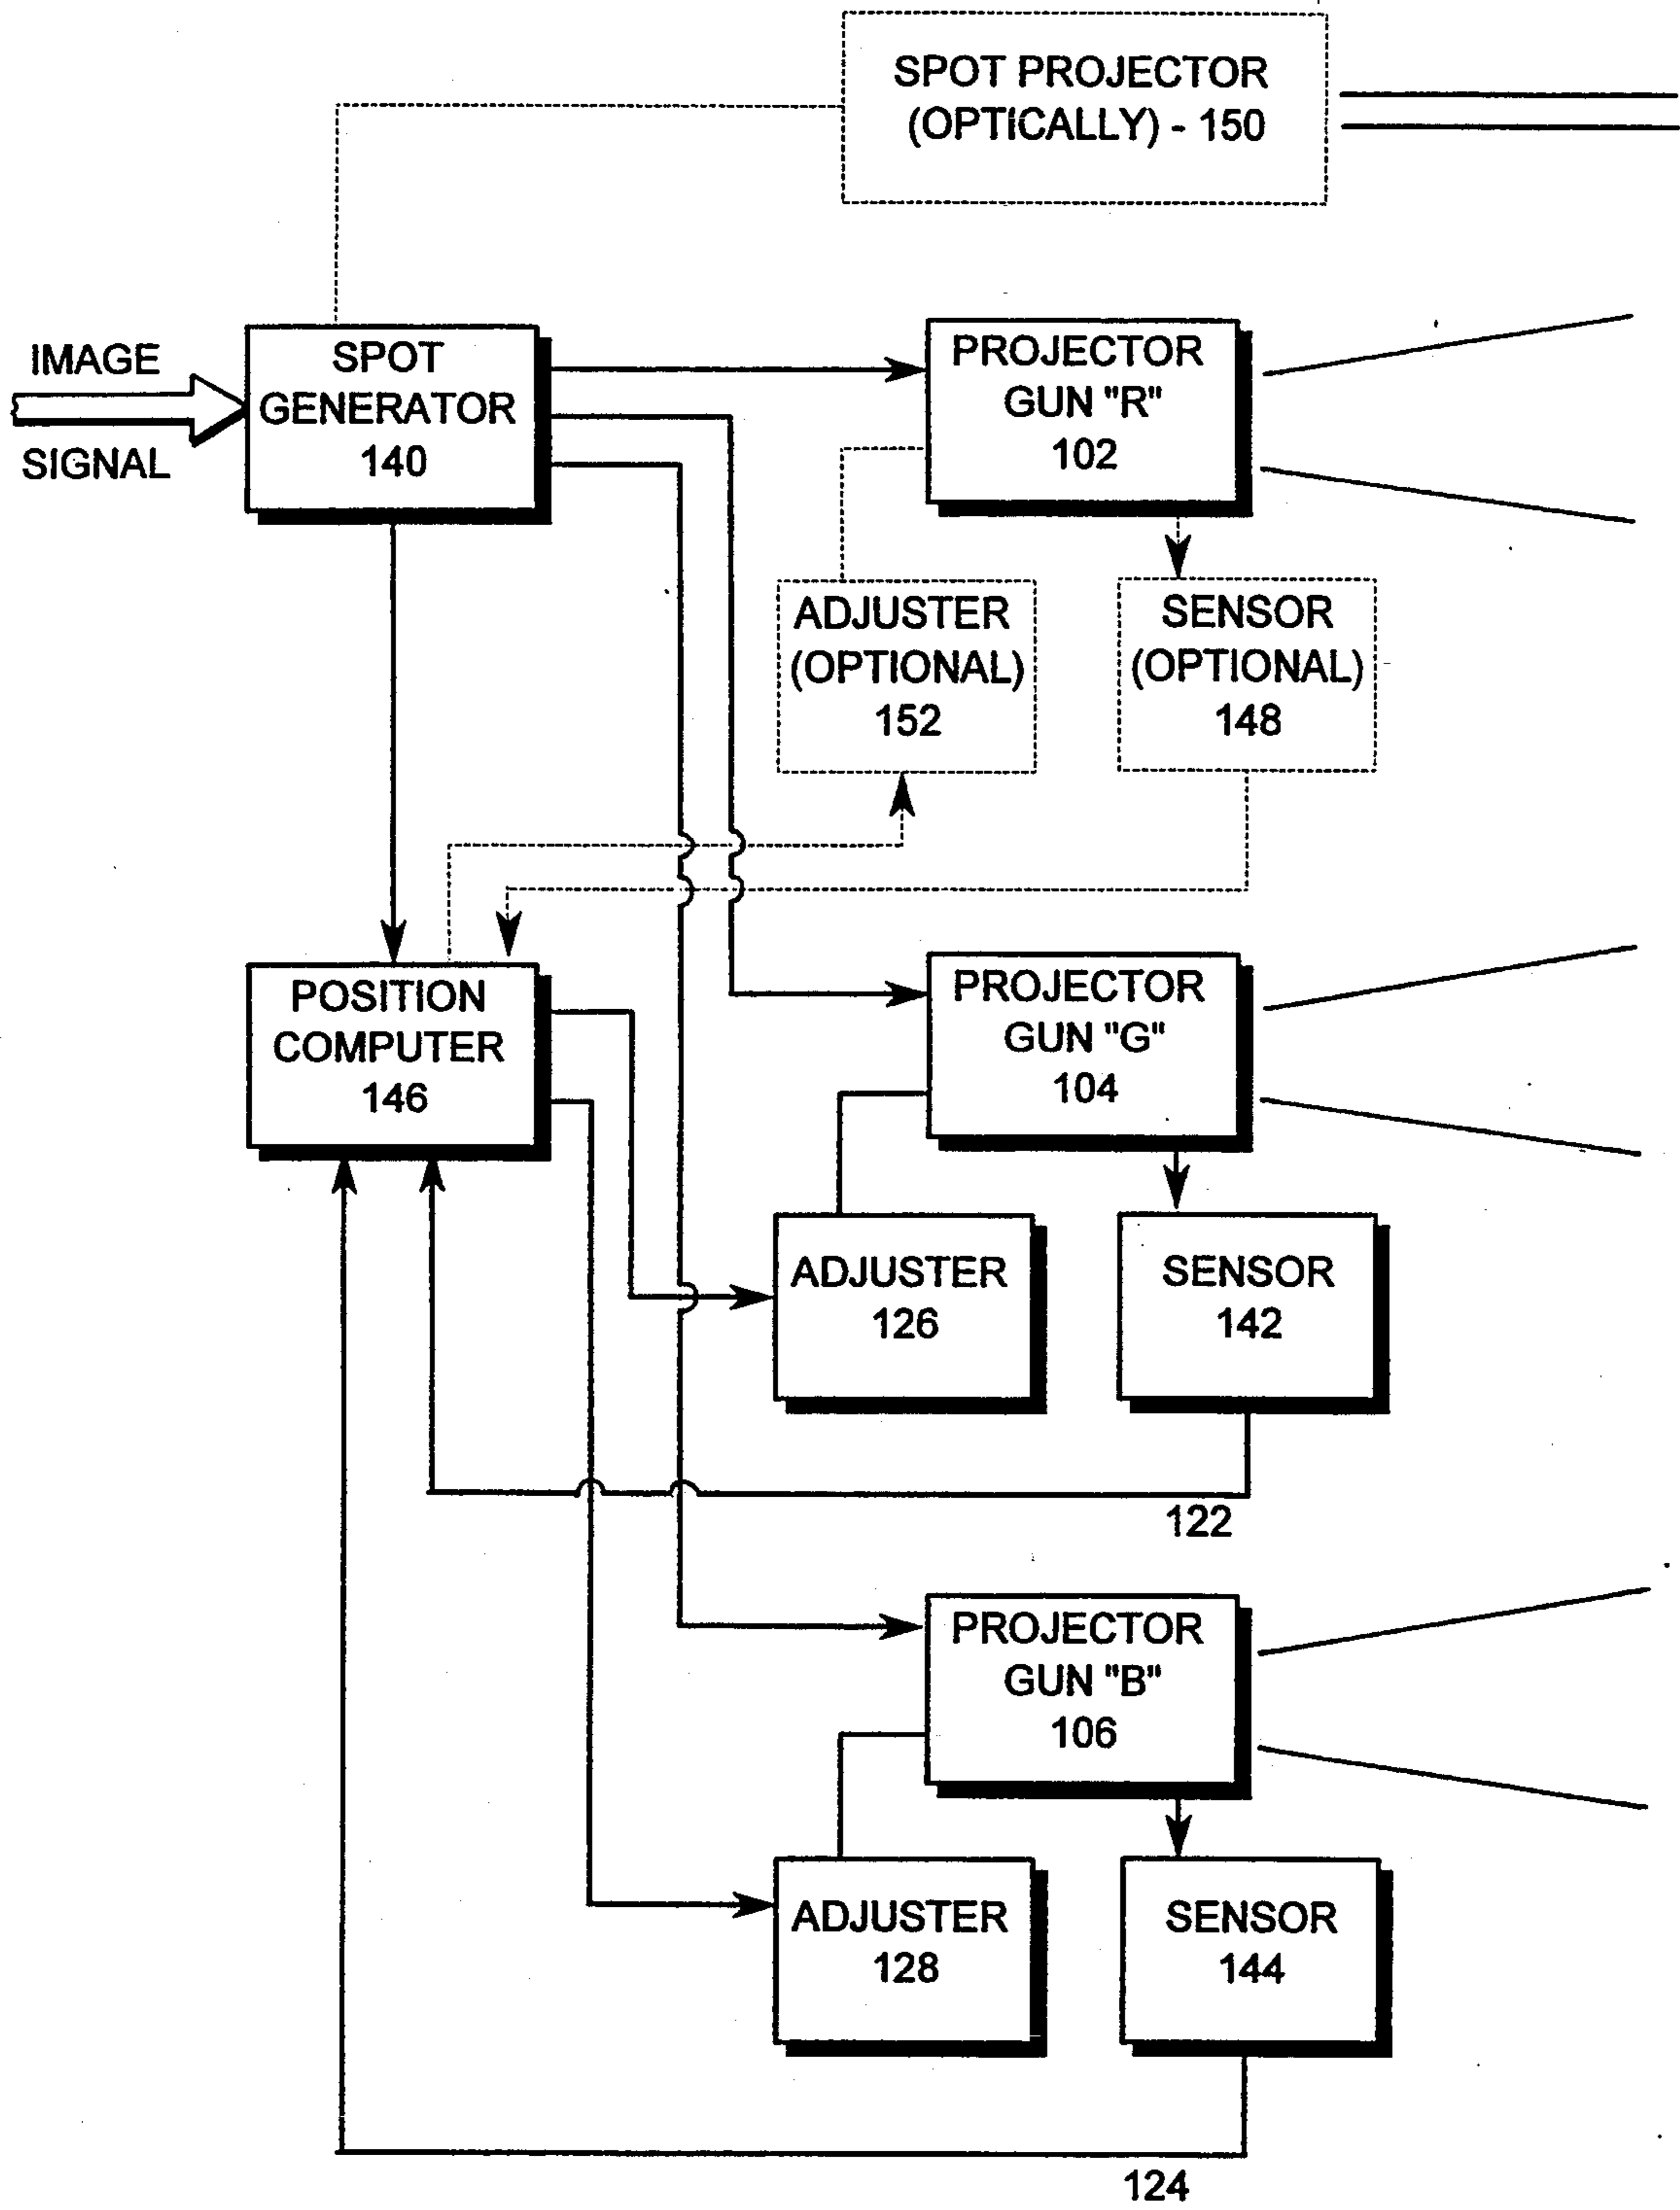 SPOT PROJECTOR
(OPTICALLY) - 150
IMAGE
SIGNAL
SPOT
GENERATOR
140
PROJECTOR
GUN "R"
102
ADJUSTER
(OPTIONAL)
152
SENSOR
(OPTIONAL)
148
POSITION
COMPUTER
146
PROJECTOR
GUN "G"
104
ADJUSTER
126
SENSOR
142
122
PROJECTOR
GUN "B"
106
ADJUSTER
128
SENSOR
144
124